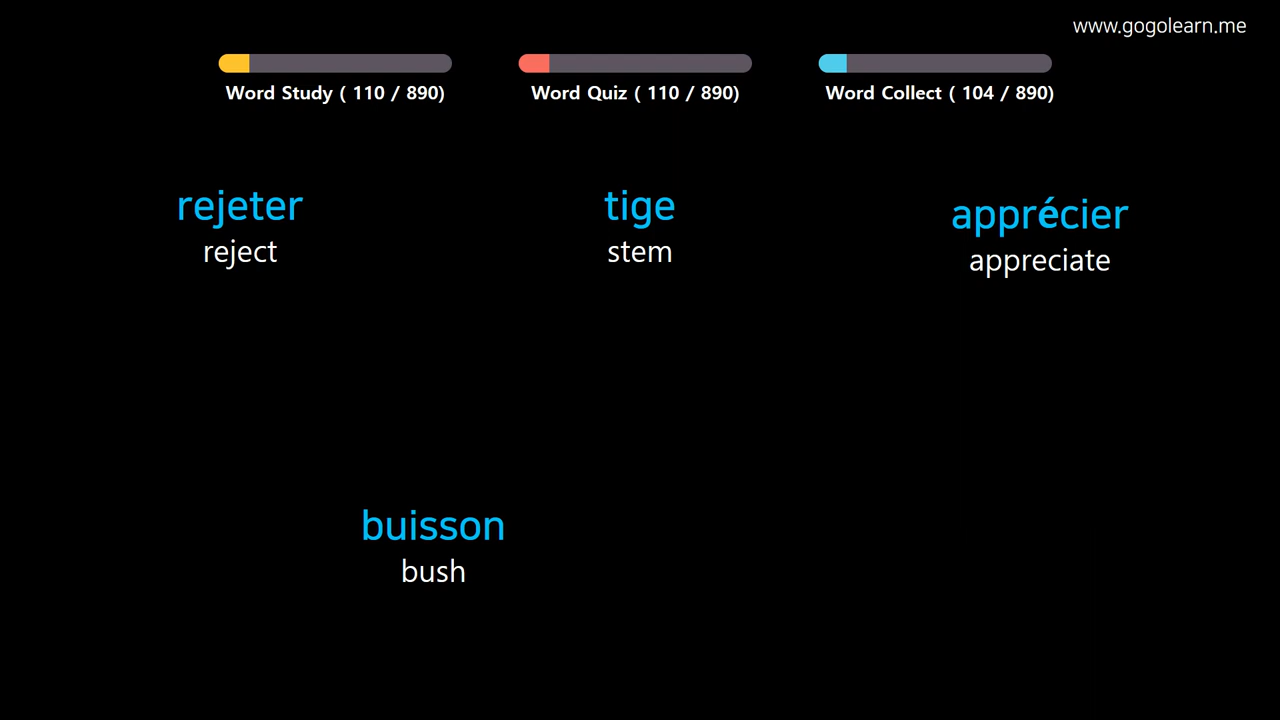 www.gogolearn.me
Word Study ( 110 / 890)
Word Quiz ( 110 / 890)
Word Collect ( 104 / 890)
rejeter
reject
tige
stem
apprécier
appreciate
buisson
bush